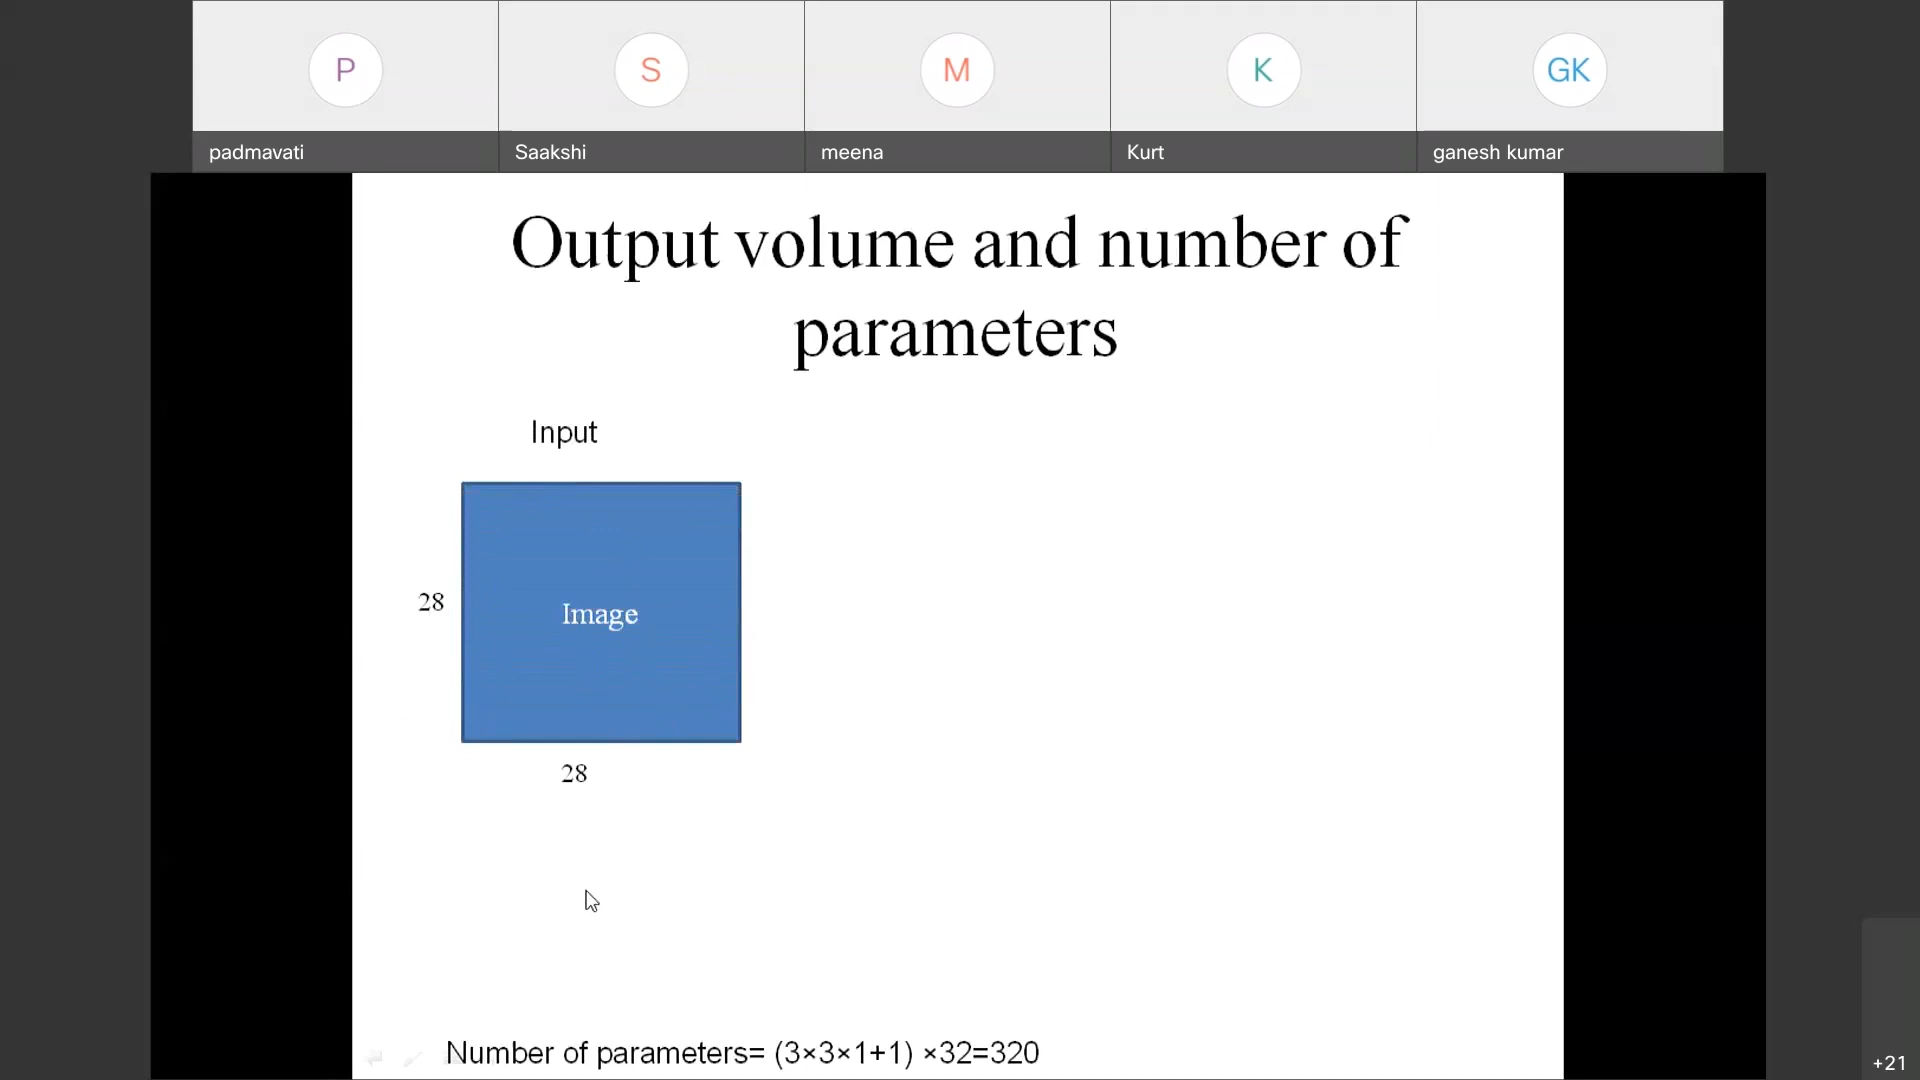 P
S
M
K
GK
padmavati
Saakshi
meena
Kurt
ganesh kumar
Output volume and number of
parameters
Input
28
Image
28
Number of parameters= (3×3×1+1) ×32=320
+21